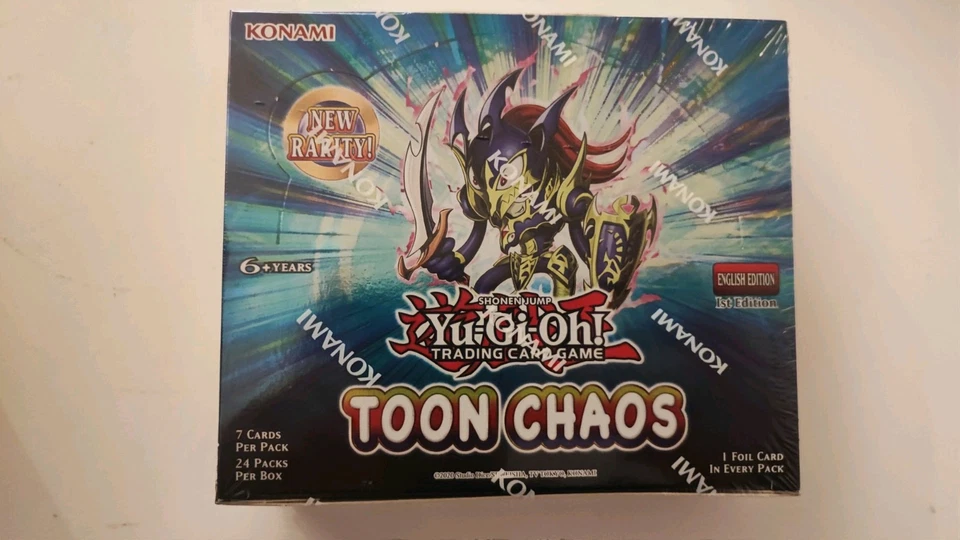 KONAMI
NEW
RARITY!
6+YEARS
ENGLISH EDITION
1st Edition
SHONEN JUMP
Yu-Gi-Oh!
TRADING CARD GAME
TOON CHAOS
7 CARDS
PER PACK
24 PACKS
PER BOX
1 FOIL CARD
IN EVERY PACK
KONAMI
KONAMI
KONAMI
KONAMI
KONAMI
KONAMI
KONAMI